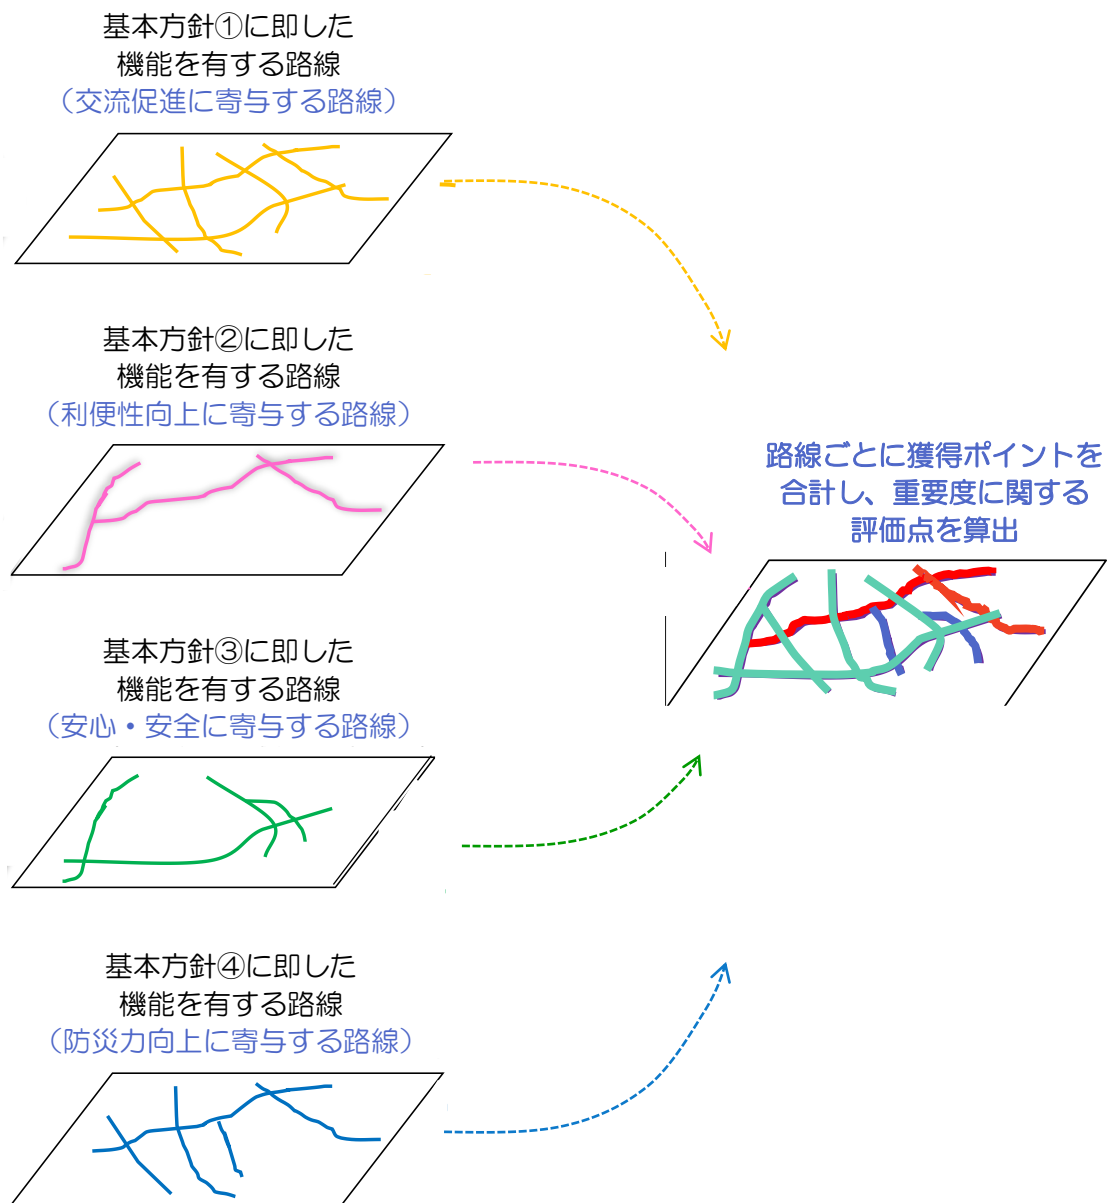 基本方針①に即した
機能を有する路線
（交流促進に寄与する路線）
基本方針②に即した
機能を有する路線
（利便性向上に寄与する路線）
路線ごとに獲得ポイントを
合計し、重要度に関する
評価点を算出
基本方針③に即した
機能を有する路線
（安心・安全に寄与する路線）
基本方針④に即した
機能を有する路線
（防災力向上に寄与する路線）